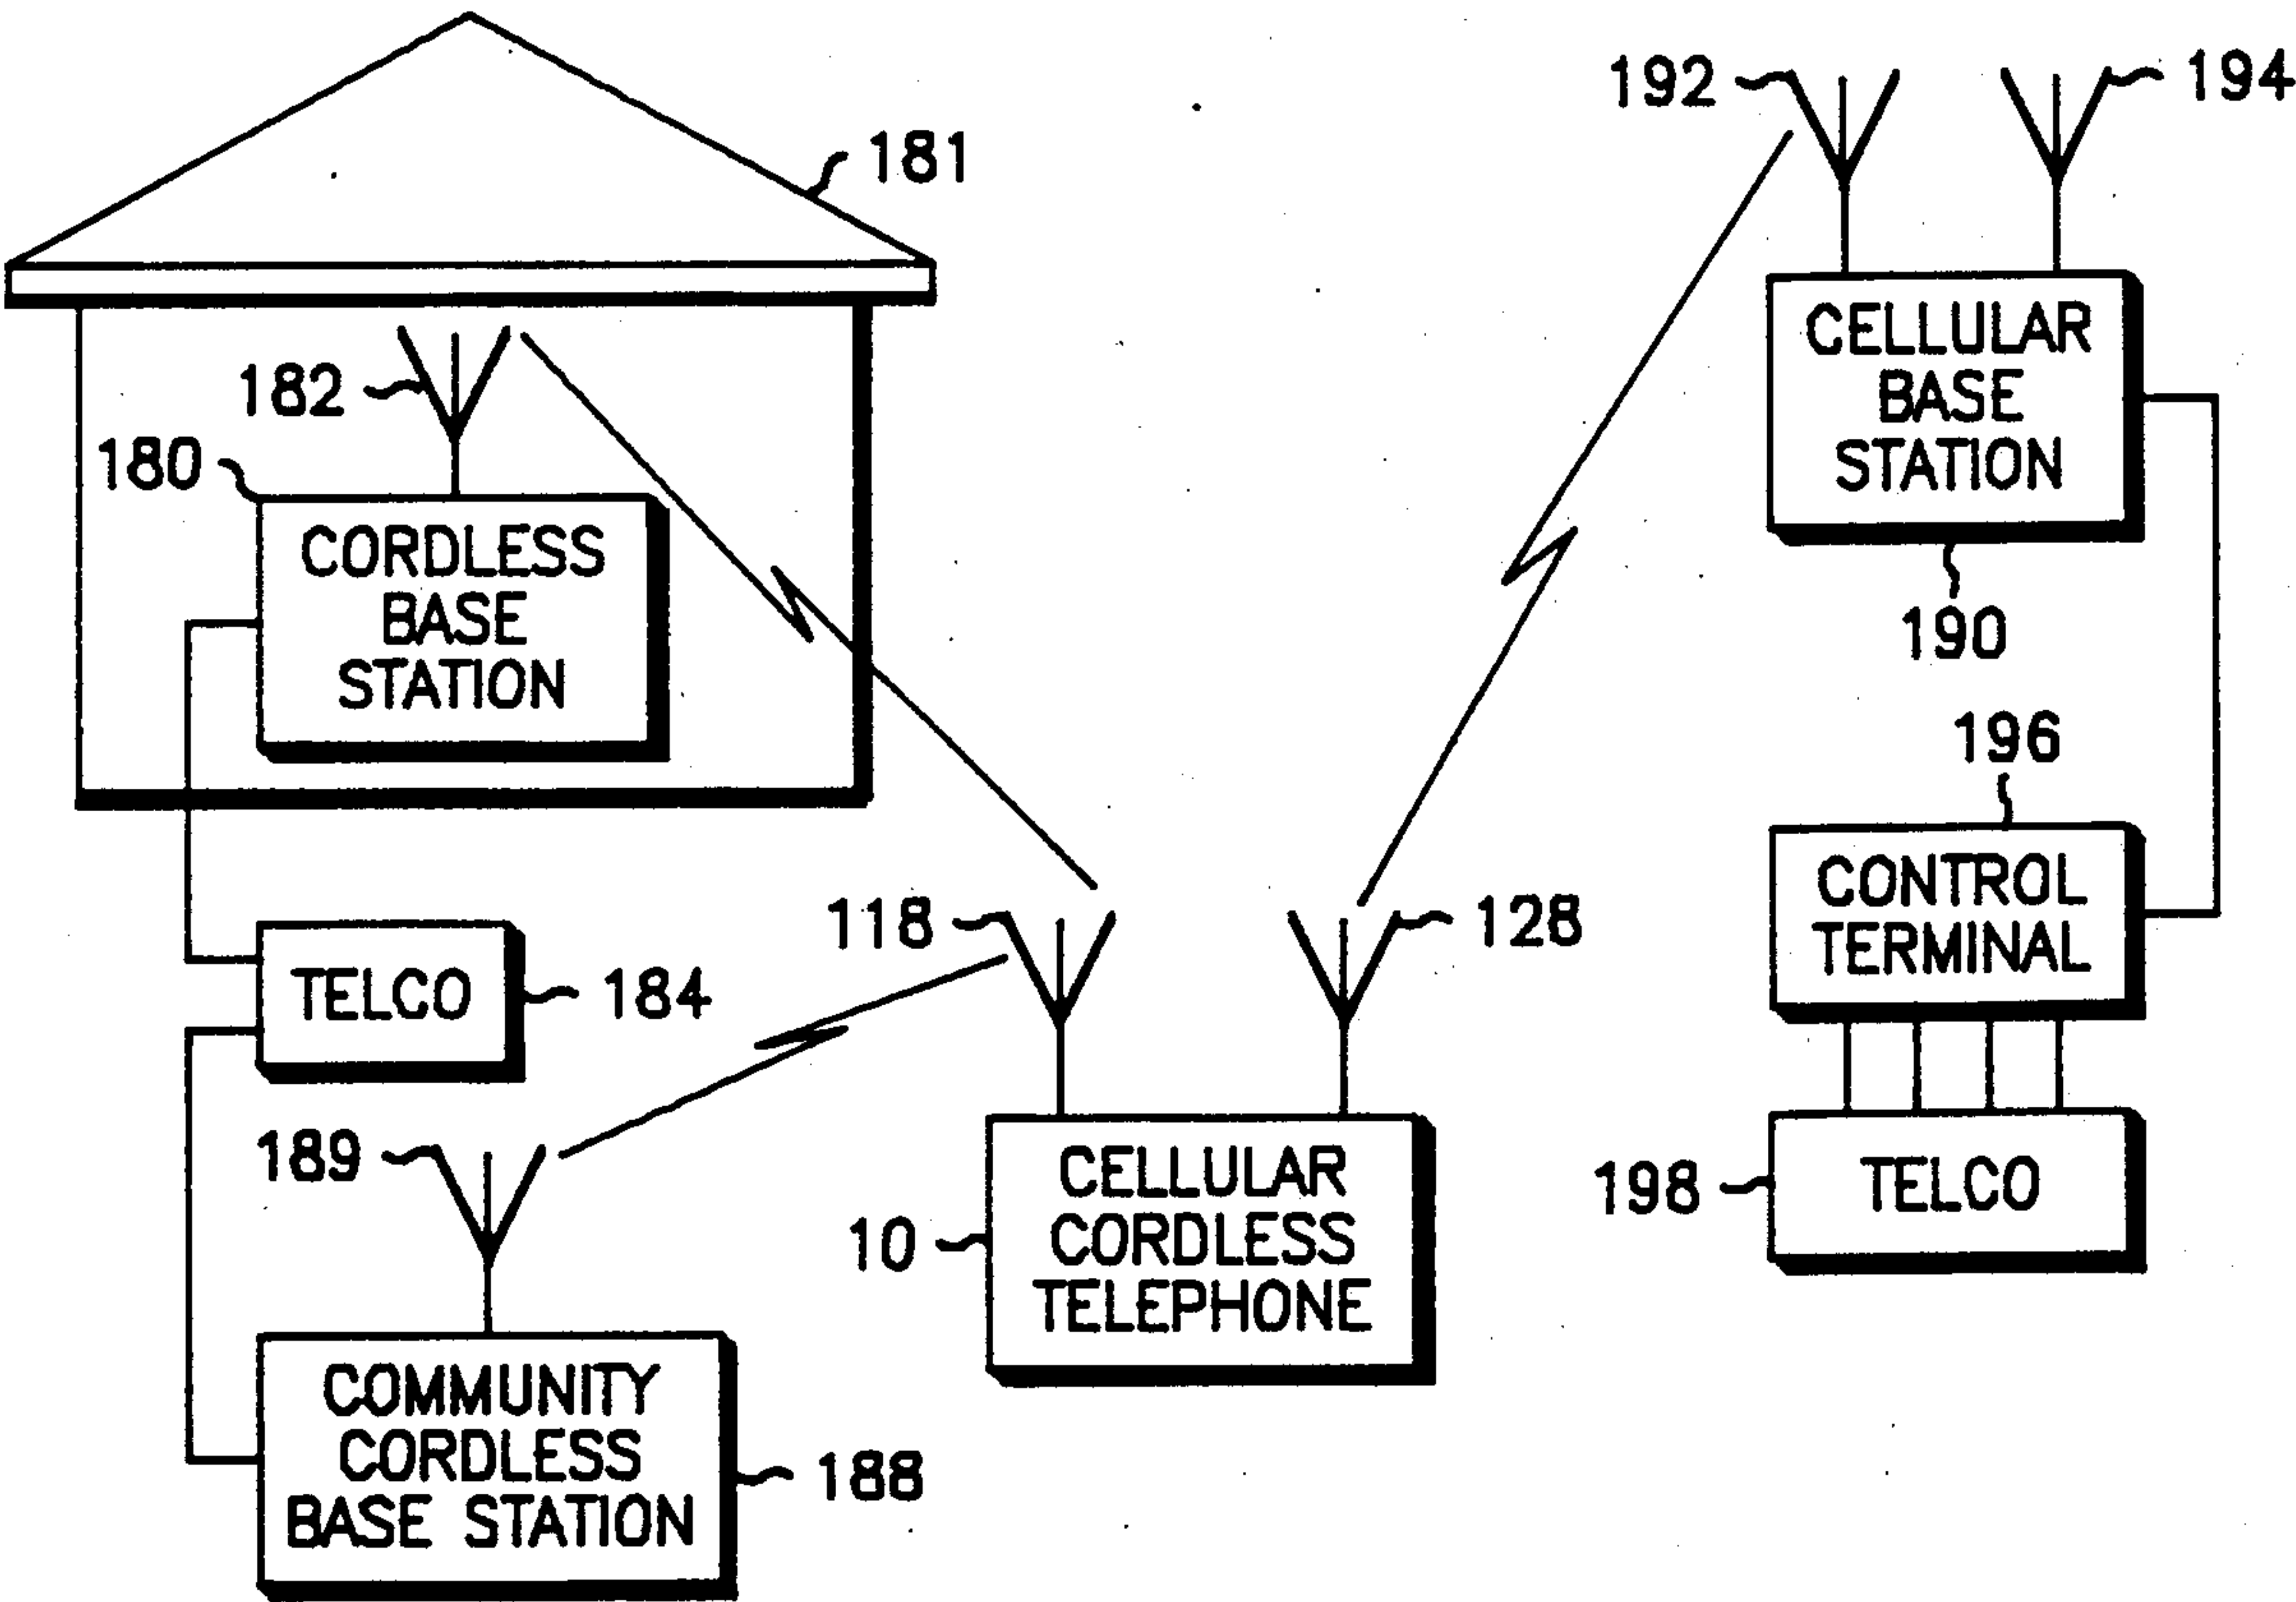 192
194
181
CELLULAR
BASE
STATION
182
180
CORDLESS
BASE
STATION
190
196
CONTROL
TERMINAL
118
128
TELCO
184
189
CELLULAR
CORDLESS
TELEPHONE
10
198
TELCO
COMMUNITY
CORDLESS
BASE STATION
188